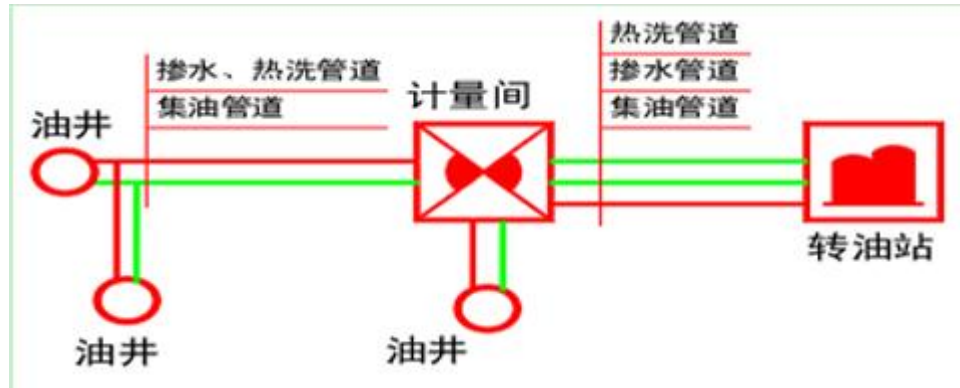 热洗管道
掺水、热洗管道
掺水管道
计量间
集油管道
集油管道
油井
转油站
油井
油井